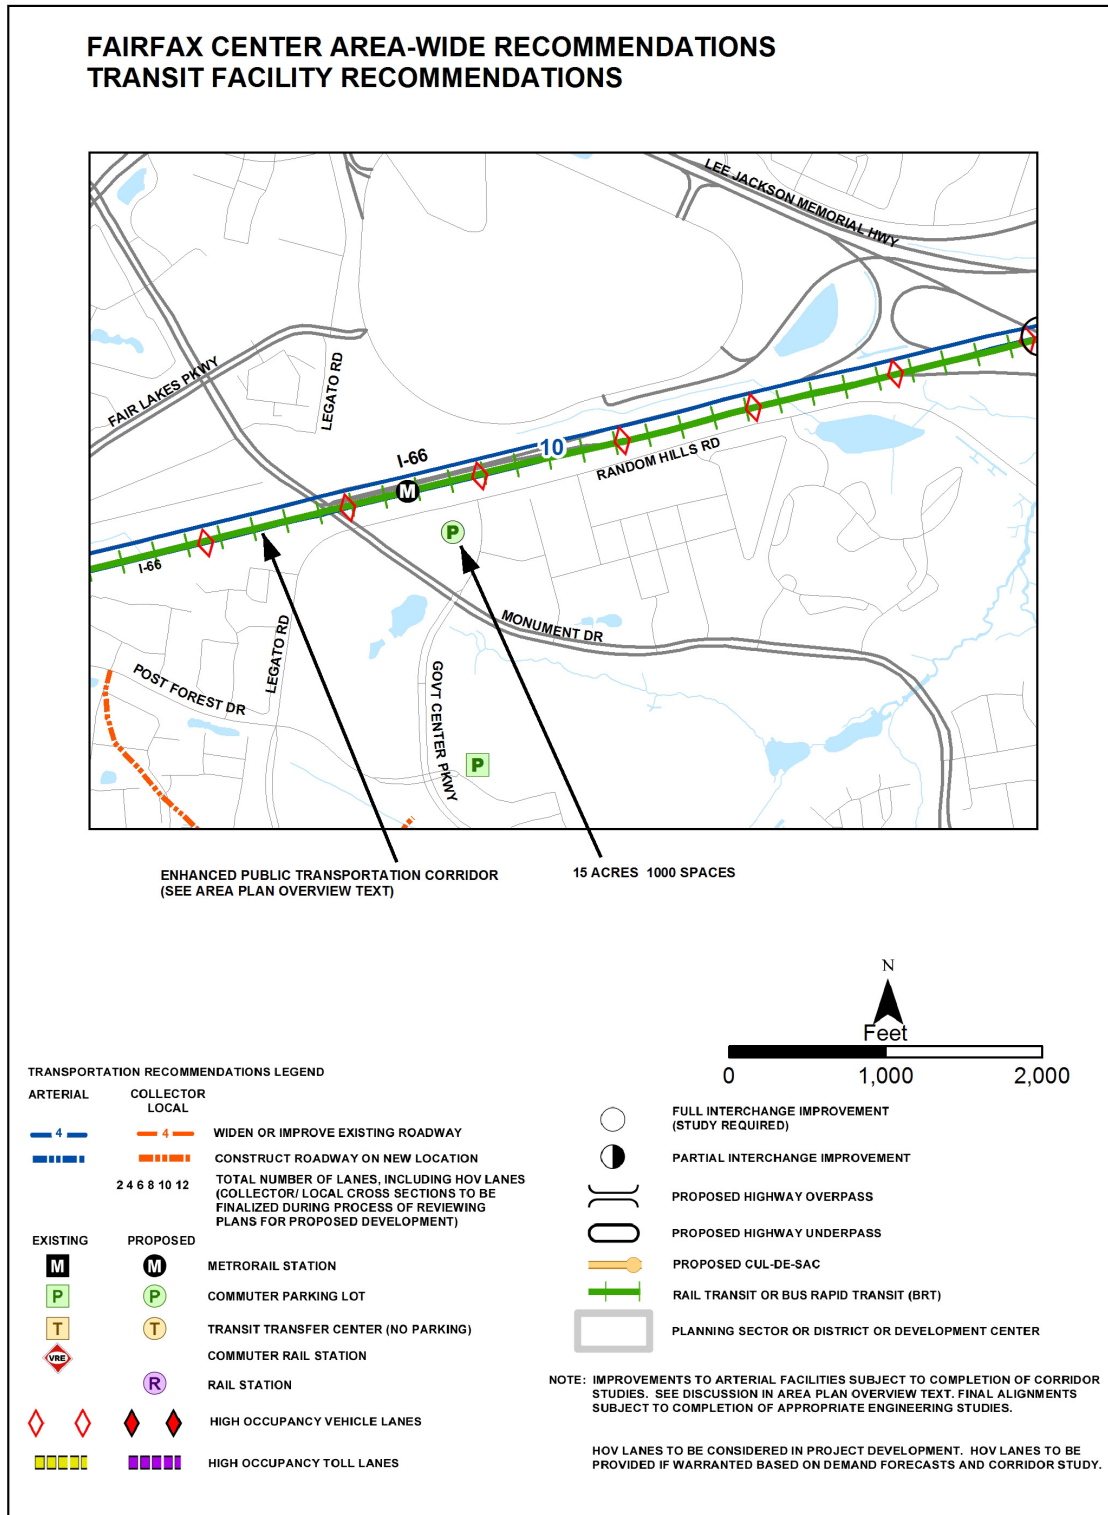 FAIRFAX CENTER AREA-WIDE RECOMMENDATIONS
TRANSIT FACILITY RECOMMENDATIONS
LEE JACKSON MEMORIAL HWY
FAIR LAKES PKWY
LEGATO RD
I-66
10
RANDOM HILLS RD
M
P
I-66
MONUMENT DR
LEGATO RD
POST FOREST DR
GOVT CENTER PKWY
P
ENHANCED PUBLIC TRANSPORTATION CORRIDOR
(SEE AREA PLAN OVERVIEW TEXT)
15 ACRES 1000 SPACES
N
Feet
0 1,000 2,000
TRANSPORTATION RECOMMENDATIONS LEGEND
ARTERIAL COLLECTOR
LOCAL
4 4 WIDEN OR IMPROVE EXISTING ROADWAY
CONSTRUCT ROADWAY ON NEW LOCATION
2 4 6 8 10 12 TOTAL NUMBER OF LANES, INCLUDING HOV LANES
(COLLECTOR/ LOCAL CROSS SECTIONS TO BE
FINALIZED DURING PROCESS OF REVIEWING
PLANS FOR PROPOSED DEVELOPMENT)
EXISTING PROPOSED
M M METRORAIL STATION
P P COMMUTER PARKING LOT
T T TRANSIT TRANSFER CENTER (NO PARKING)
VRE COMMUTER RAIL STATION
R RAIL STATION
HIGH OCCUPANCY VEHICLE LANES
HIGH OCCUPANCY TOLL LANES
FULL INTERCHANGE IMPROVEMENT
(STUDY REQUIRED)
PARTIAL INTERCHANGE IMPROVEMENT
PROPOSED HIGHWAY OVERPASS
PROPOSED HIGHWAY UNDERPASS
PROPOSED CUL-DE-SAC
RAIL TRANSIT OR BUS RAPID TRANSIT (BRT)
PLANNING SECTOR OR DISTRICT OR DEVELOPMENT CENTER
NOTE: IMPROVEMENTS TO ARTERIAL FACILITIES SUBJECT TO COMPLETION OF CORRIDOR
STUDIES. SEE DISCUSSION IN AREA PLAN OVERVIEW TEXT. FINAL ALIGNMENTS
SUBJECT TO COMPLETION OF APPROPRIATE ENGINEERING STUDIES.
HOV LANES TO BE CONSIDERED IN PROJECT DEVELOPMENT. HOV LANES TO BE
PROVIDED IF WARRANTED BASED ON DEMAND FORECASTS AND CORRIDOR STUDY.